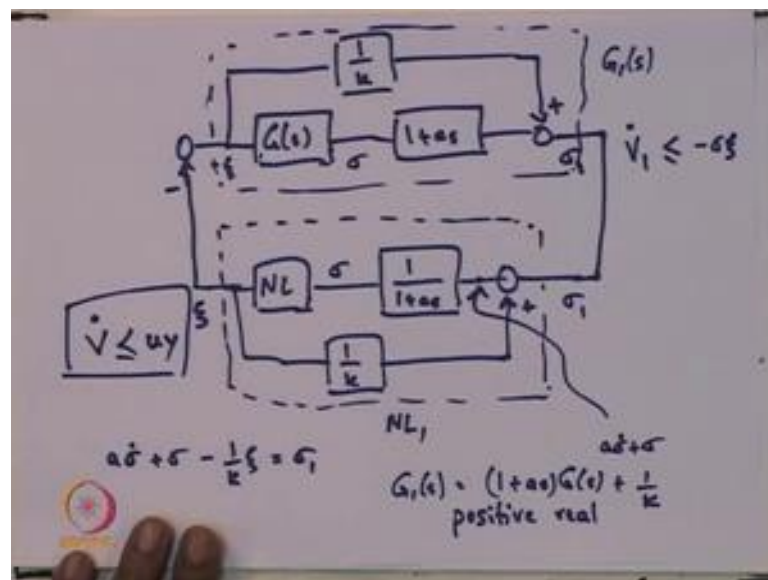 1/k
G₁(s)
+
G(s)
1+as
+ξ
σ
σ₁
V̇₁ ≤ -σξ
-
NL
σ
1/(1+as)
+
σ₁
ξ
V̇ ≤ uy
1/k
NL₁
aσ̇+σ
aσ̇ + σ - 1/k ξ = σ₁
G₁(s) = (1+as)G(s) + 1/k
positive real